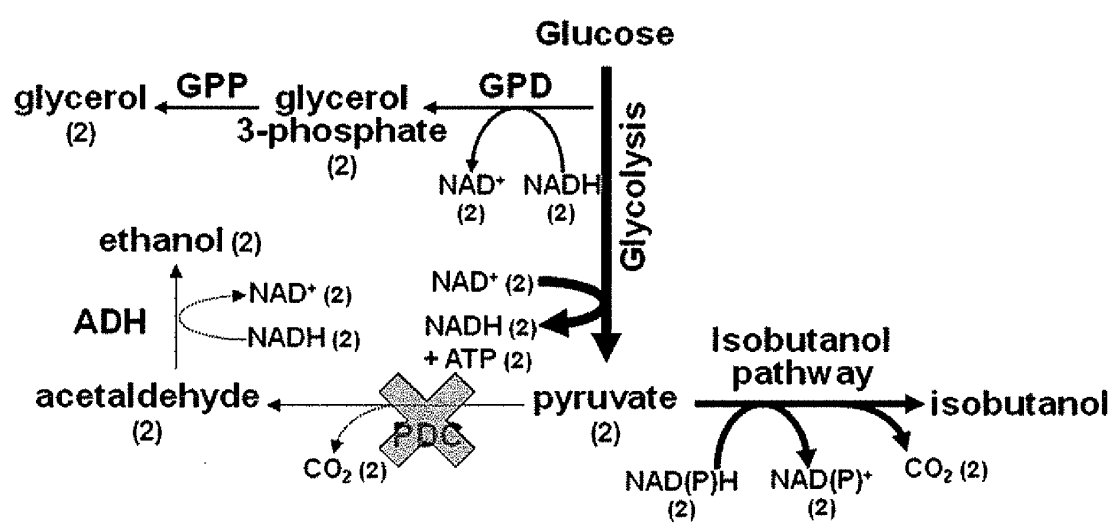 Glucose
GPP
GPD
glycerol
(2)
glycerol
3-phosphate
(2)
NAD⁺
(2)
NADH
(2)
Glycolysis
ethanol (2)
NAD⁺ (2)
ADH
NADH (2)
NAD⁺ (2)
NADH (2)
+ ATP (2)
Isobutanol
pathway
acetaldehyde
(2)
PDC
CO₂ (2)
pyruvate
(2)
isobutanol
NAD(P)H
(2)
NAD(P)⁺
(2)
CO₂ (2)